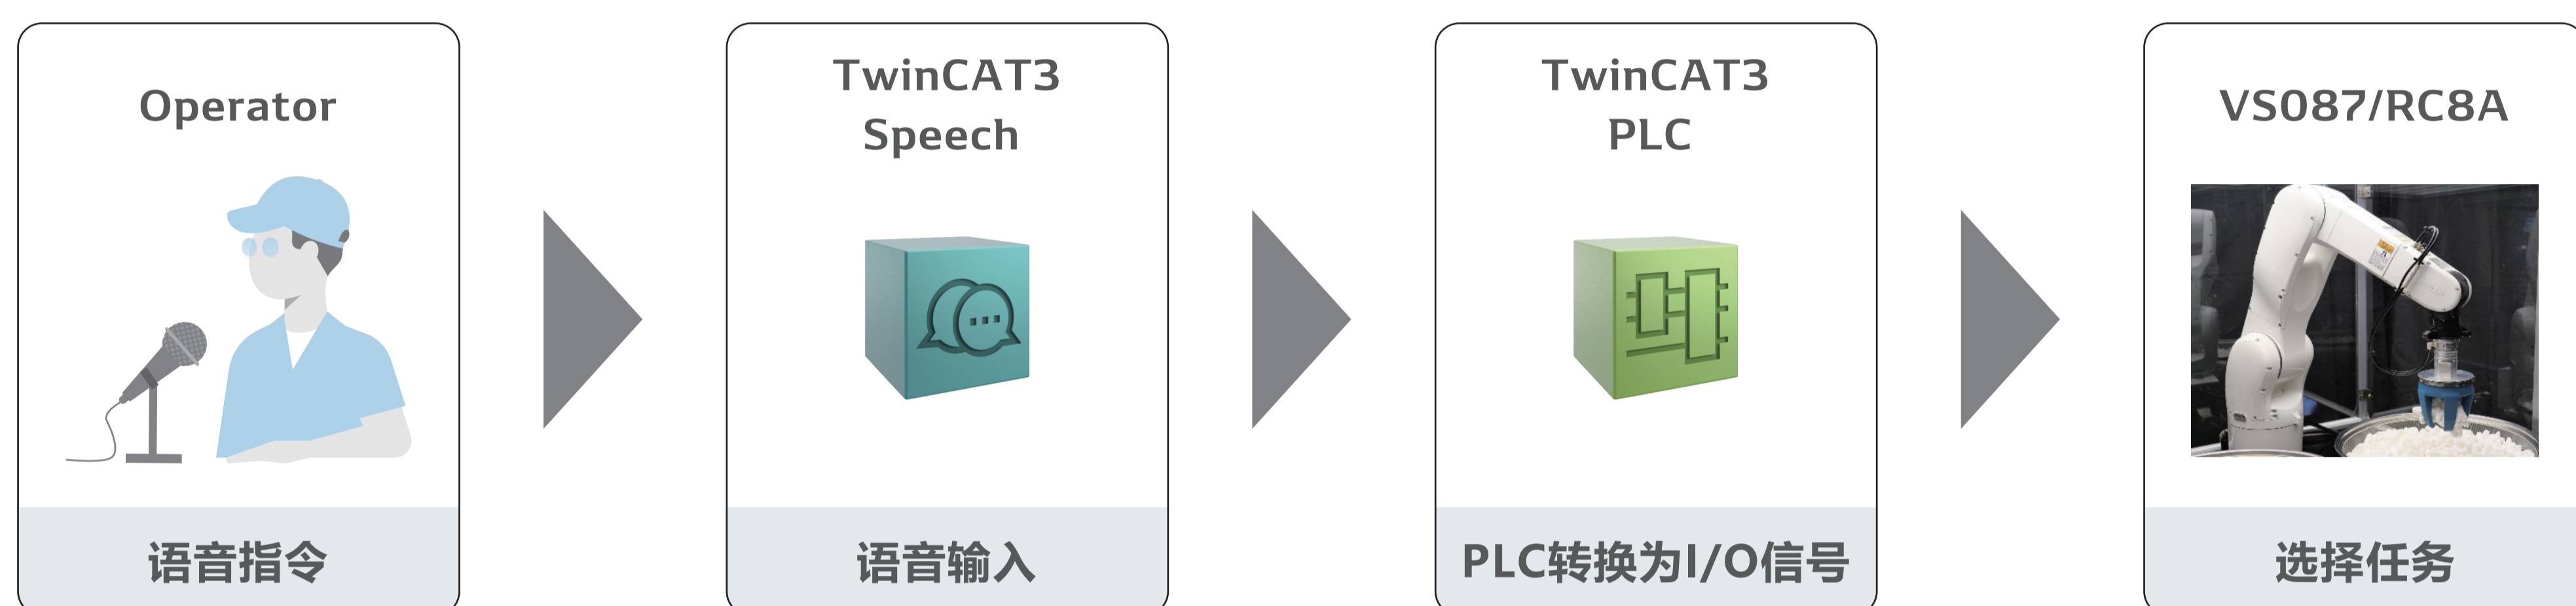 Operator
语音指令
TwinCAT3
Speech
语音输入
TwinCAT3
PLC
PLC转换为I/O信号
VS087/RC8A
选择任务